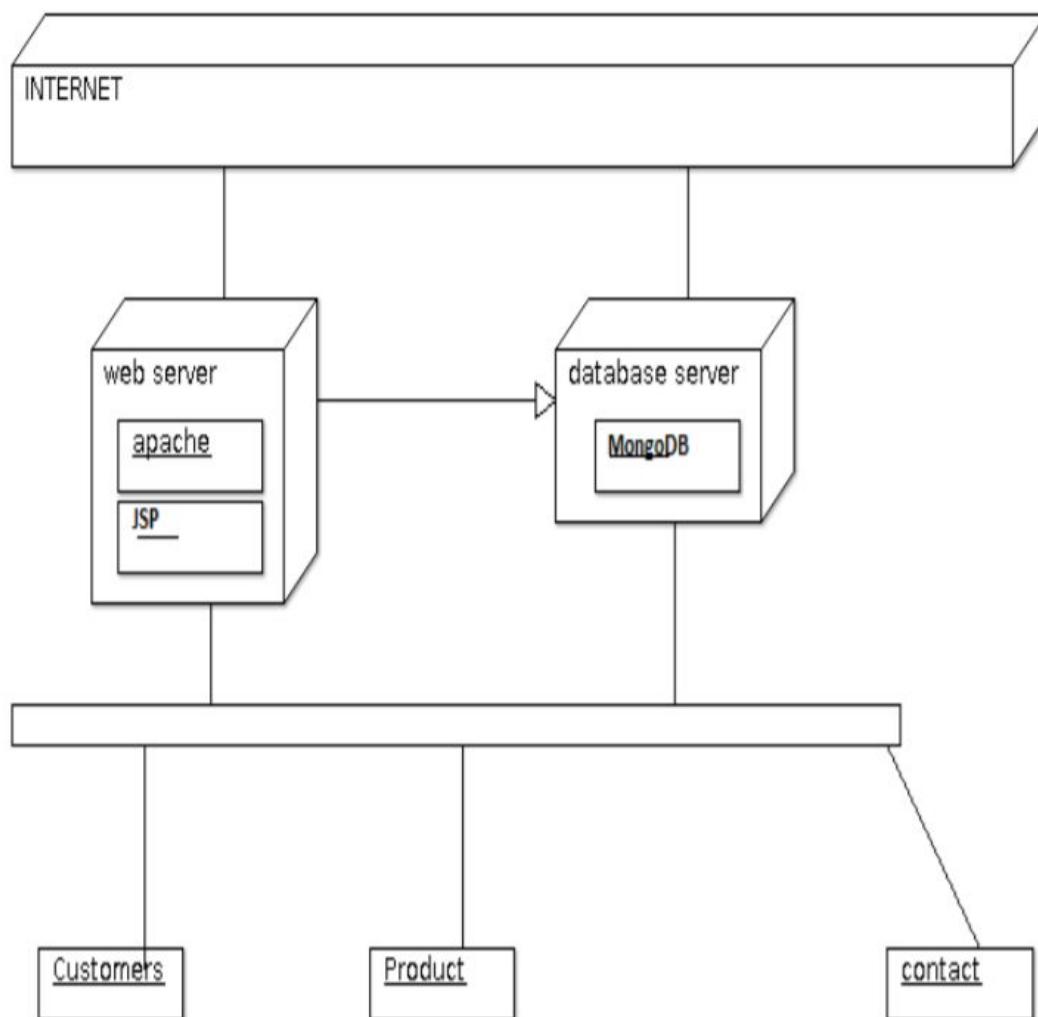 INTERNET
web server
database server
apache
MongoDB
JSP
Customers
Product
contact